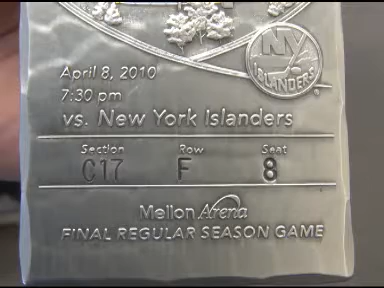 NY
ISLANDERS
April 8, 2010
7:30 pm
vs. New York Islanders
Section Row Seat
C17 F 8
Mellon Arena
FINAL REGULAR SEASON GAME